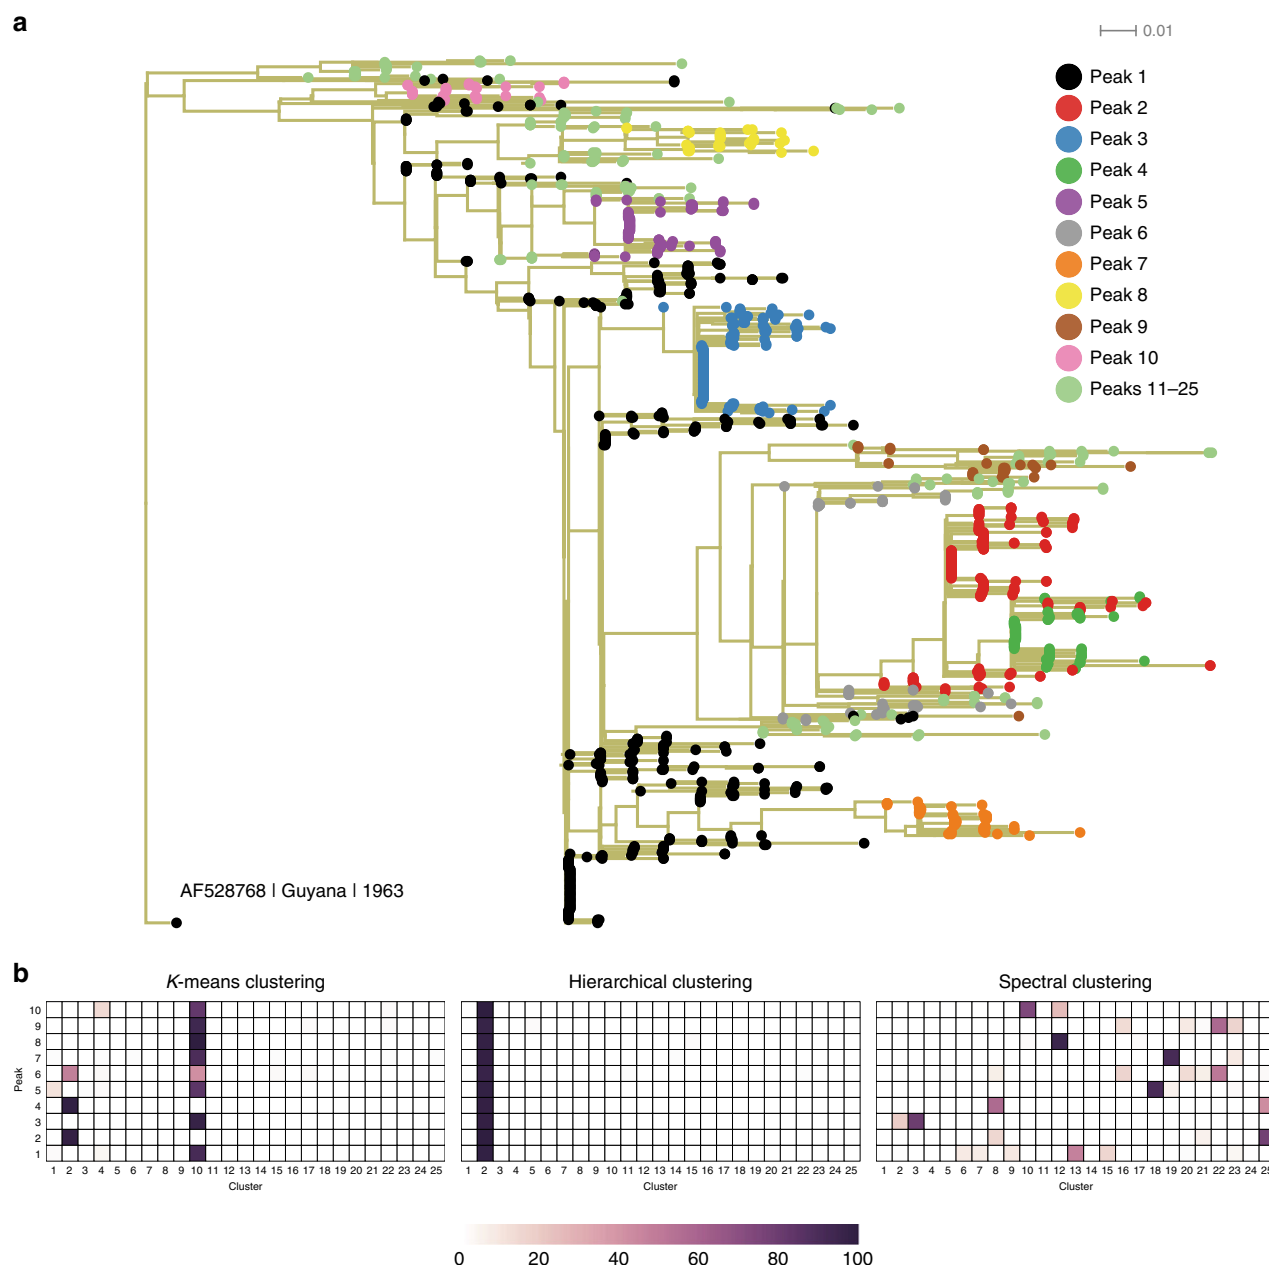 a
0.01
Peak 1
Peak 2
Peak 3
Peak 4
Peak 5
Peak 6
Peak 7
Peak 8
Peak 9
Peak 10
Peaks 11–25
AF528768 | Guyana | 1963
b
K-means clustering
Hierarchical clustering
Spectral clustering
Peak
10
9
8
7
6
5
4
3
2
1
1 2 3 4 5 6 7 8 9 10 11 12 13 14 15 16 17 18 19 20 21 22 23 24 25
1 2 3 4 5 6 7 8 9 10 11 12 13 14 15 16 17 18 19 20 21 22 23 24 25
1 2 3 4 5 6 7 8 9 10 11 12 13 14 15 16 17 18 19 20 21 22 23 24 25
Cluster
Cluster
Cluster
0 20 40 60 80 100